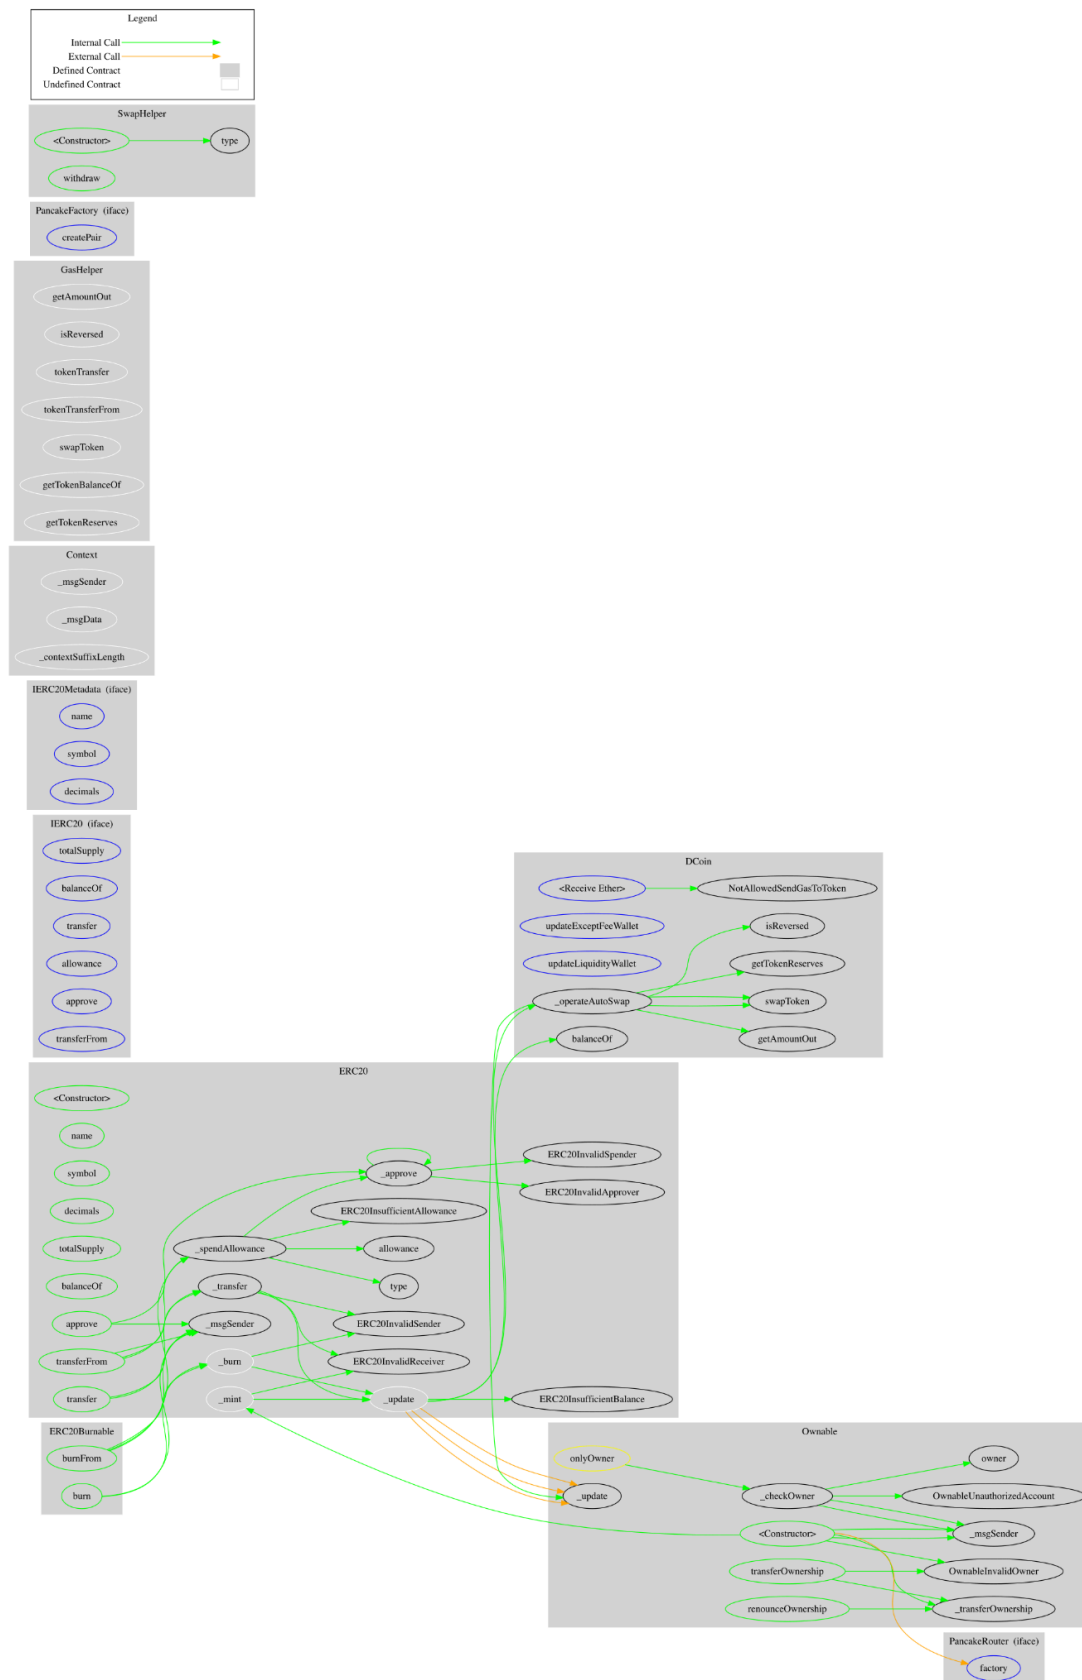 Legend
Internal Call
External Call
Defined Contract
Undefined Contract
SwapHelper
<Constructor>
type
withdraw
PancakeFactory (iface)
createPair
GasHelper
getAmountOut
isReversed
tokenTransfer
tokenTransferFrom
swapToken
getTokenBalanceOf
getTokenReserves
Context
_msgSender
_msgData
_contextSuffixLength
IERC20Metadata (iface)
name
symbol
decimals
IERC20 (iface)
totalSupply
balanceOf
transfer
allowance
approve
transferFrom
DCoin
<Receive Ether>
NotAllowedSendGasToToken
updateExceptFeeWallet
isReversed
updateLiquidityWallet
getTokenReserves
_operateAutoSwap
swapToken
balanceOf
getAmountOut
ERC20
<Constructor>
name
symbol
decimals
totalSupply
balanceOf
approve
transferFrom
transfer
_spendAllowance
_transfer
_msgSender
_burn
_mint
_approve
ERC20InsufficientAllowance
allowance
type
ERC20InvalidSender
ERC20InvalidReceiver
_update
ERC20InvalidSpender
ERC20InvalidApprover
ERC20InsufficientBalance
ERC20Burnable
burnFrom
burn
Ownable
onlyOwner
_update
_checkOwner
<Constructor>
transferOwnership
renounceOwnership
owner
OwnableUnauthorizedAccount
_msgSender
OwnableInvalidOwner
_transferOwnership
PancakeRouter (iface)
factory